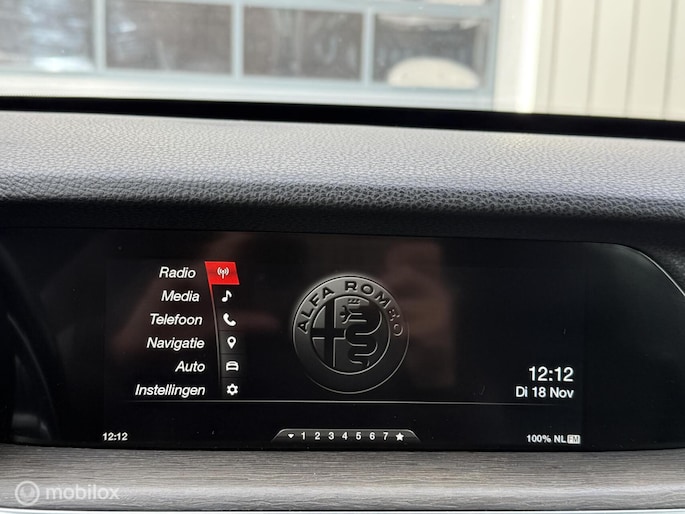 Radio
Media
Telefoon
Navigatie
Auto
Instellingen
ALFA ROMEO
12:12
Di 18 Nov
12:12
1 2 3 4 5 6 7
100% NL FM
mobilox